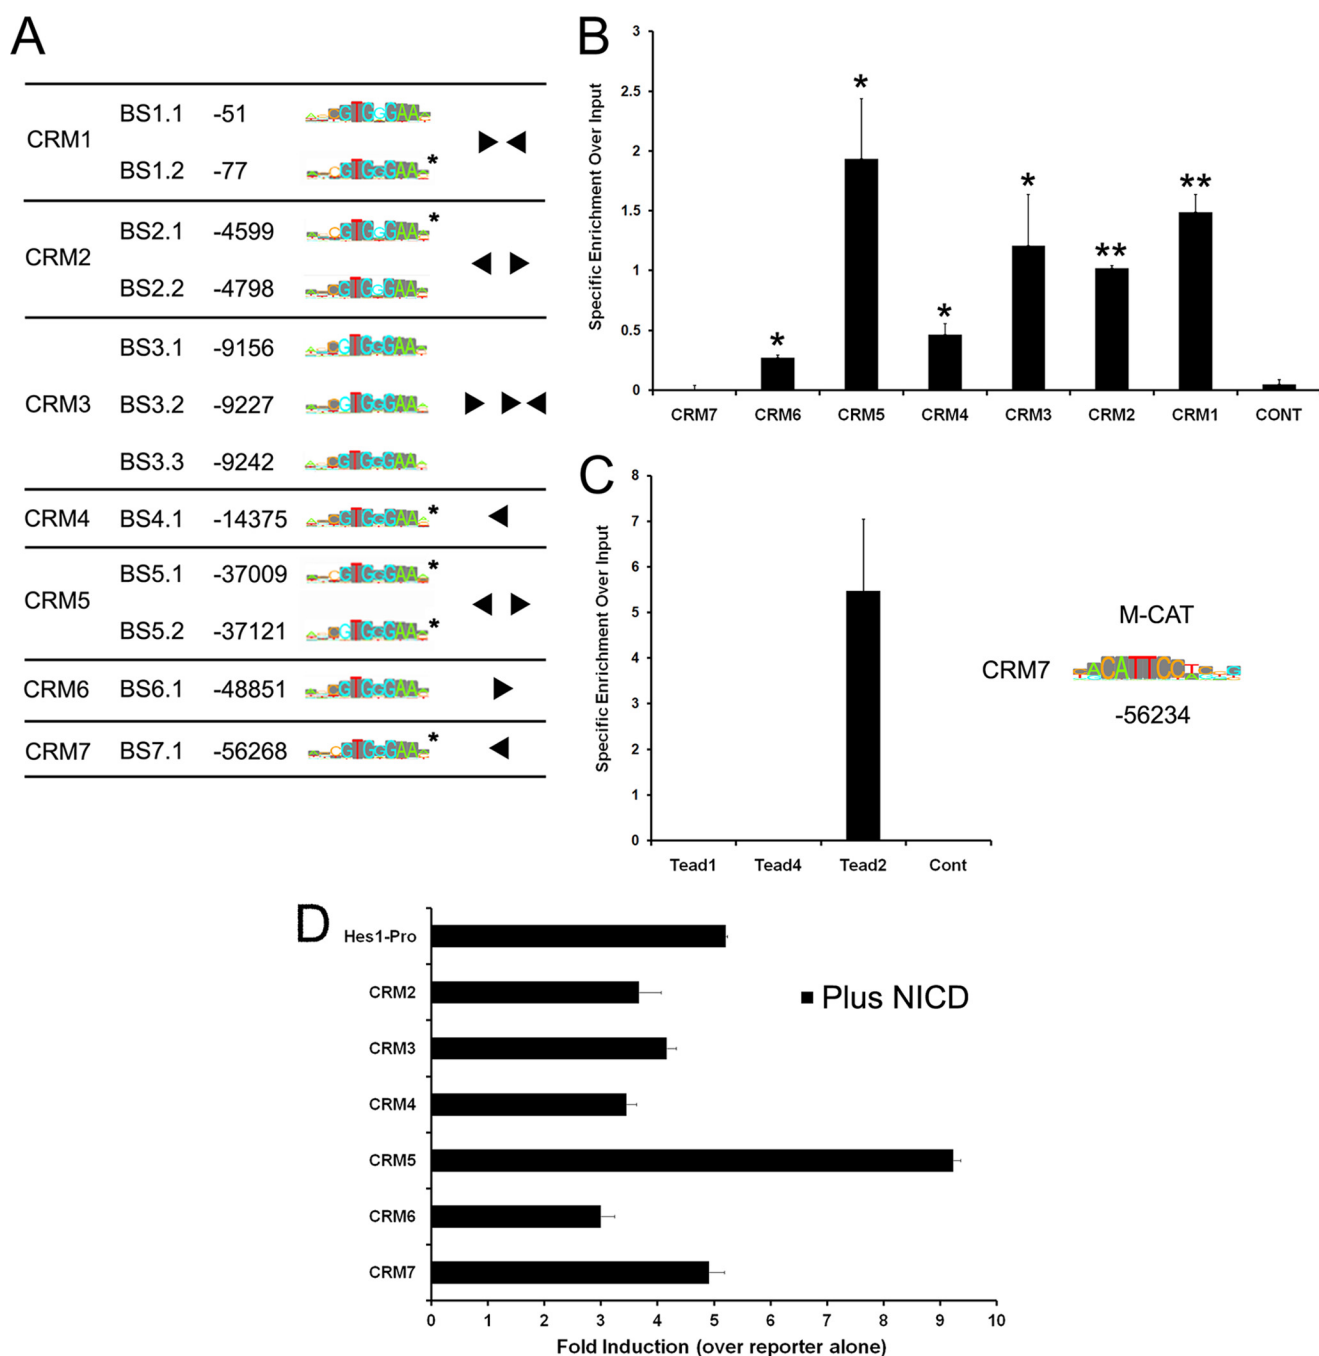 A
CRM1
BS1.1 -51
BS1.2 -77 *
CRM2
BS2.1 -4599 *
BS2.2 -4798
CRM3
BS3.1 -9156
BS3.2 -9227
BS3.3 -9242
CRM4 BS4.1 -14375 *
CRM5
BS5.1 -37009 *
BS5.2 -37121 *
CRM6 BS6.1 -48851
CRM7 BS7.1 -56268 *
B
Specific Enrichment Over Input
3
2.5
2
1.5
1
0.5
0
* * * * ** **
CRM7 CRM6 CRM5 CRM4 CRM3 CRM2 CRM1 CONT
C
Specific Enrichment Over Input
8
7
6
5
4
3
2
1
0
Tead1 Tead4 Tead2 Cont
M-CAT
CRM7 ACATTCC
-56234
D
Hes1-Pro
CRM2
CRM3
CRM4
CRM5
CRM6
CRM7
Plus NICD
0 1 2 3 4 5 6 7 8 9 10
Fold Induction (over reporter alone)